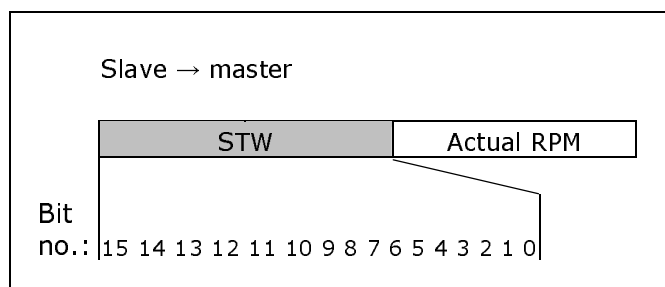 Slave → master
STW Actual RPM
Bit
no.: 15 14 13 12 11 10 9 8 7 6 5 4 3 2 1 0